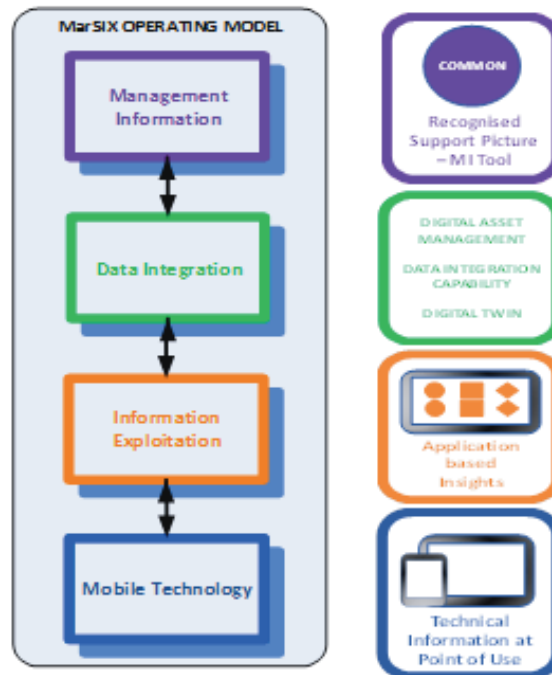 MarSIX OPERATING MODEL
Management
Information
Data Integration
Information
Exploitation
Mobile Technology
COMMON
Recognised
Support Picture
– MI Tool
DIGITAL ASSET
MANAGEMENT
DATA INTEGRATION
CAPABILITY
DIGITAL TWIN
Application
based
Insights
Technical
Information at
Point of Use